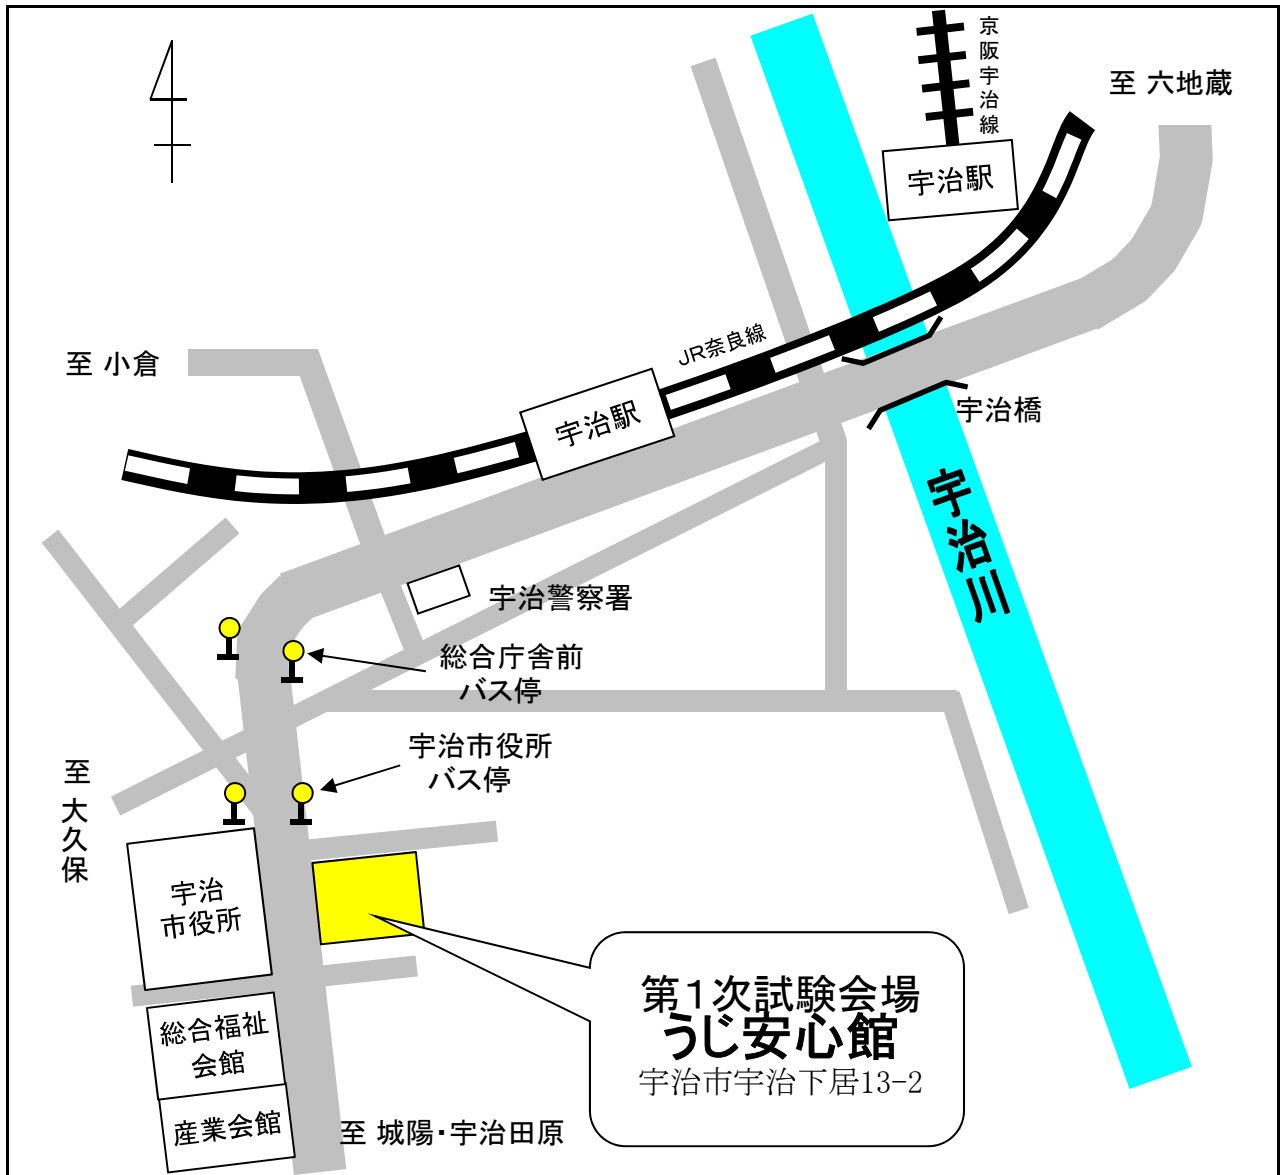 京阪宇治線
至 六地蔵
宇治駅
JR奈良線
至 小倉
宇治駅
宇治橋
宇治川
宇治警察署
総合庁舎前
バス停
宇治市役所
バス停
至 大久保
宇治
市役所
第1次試験会場
うじ安心館
宇治市宇治下居13-2
総合福祉
会館
産業会館
至 城陽・宇治田原